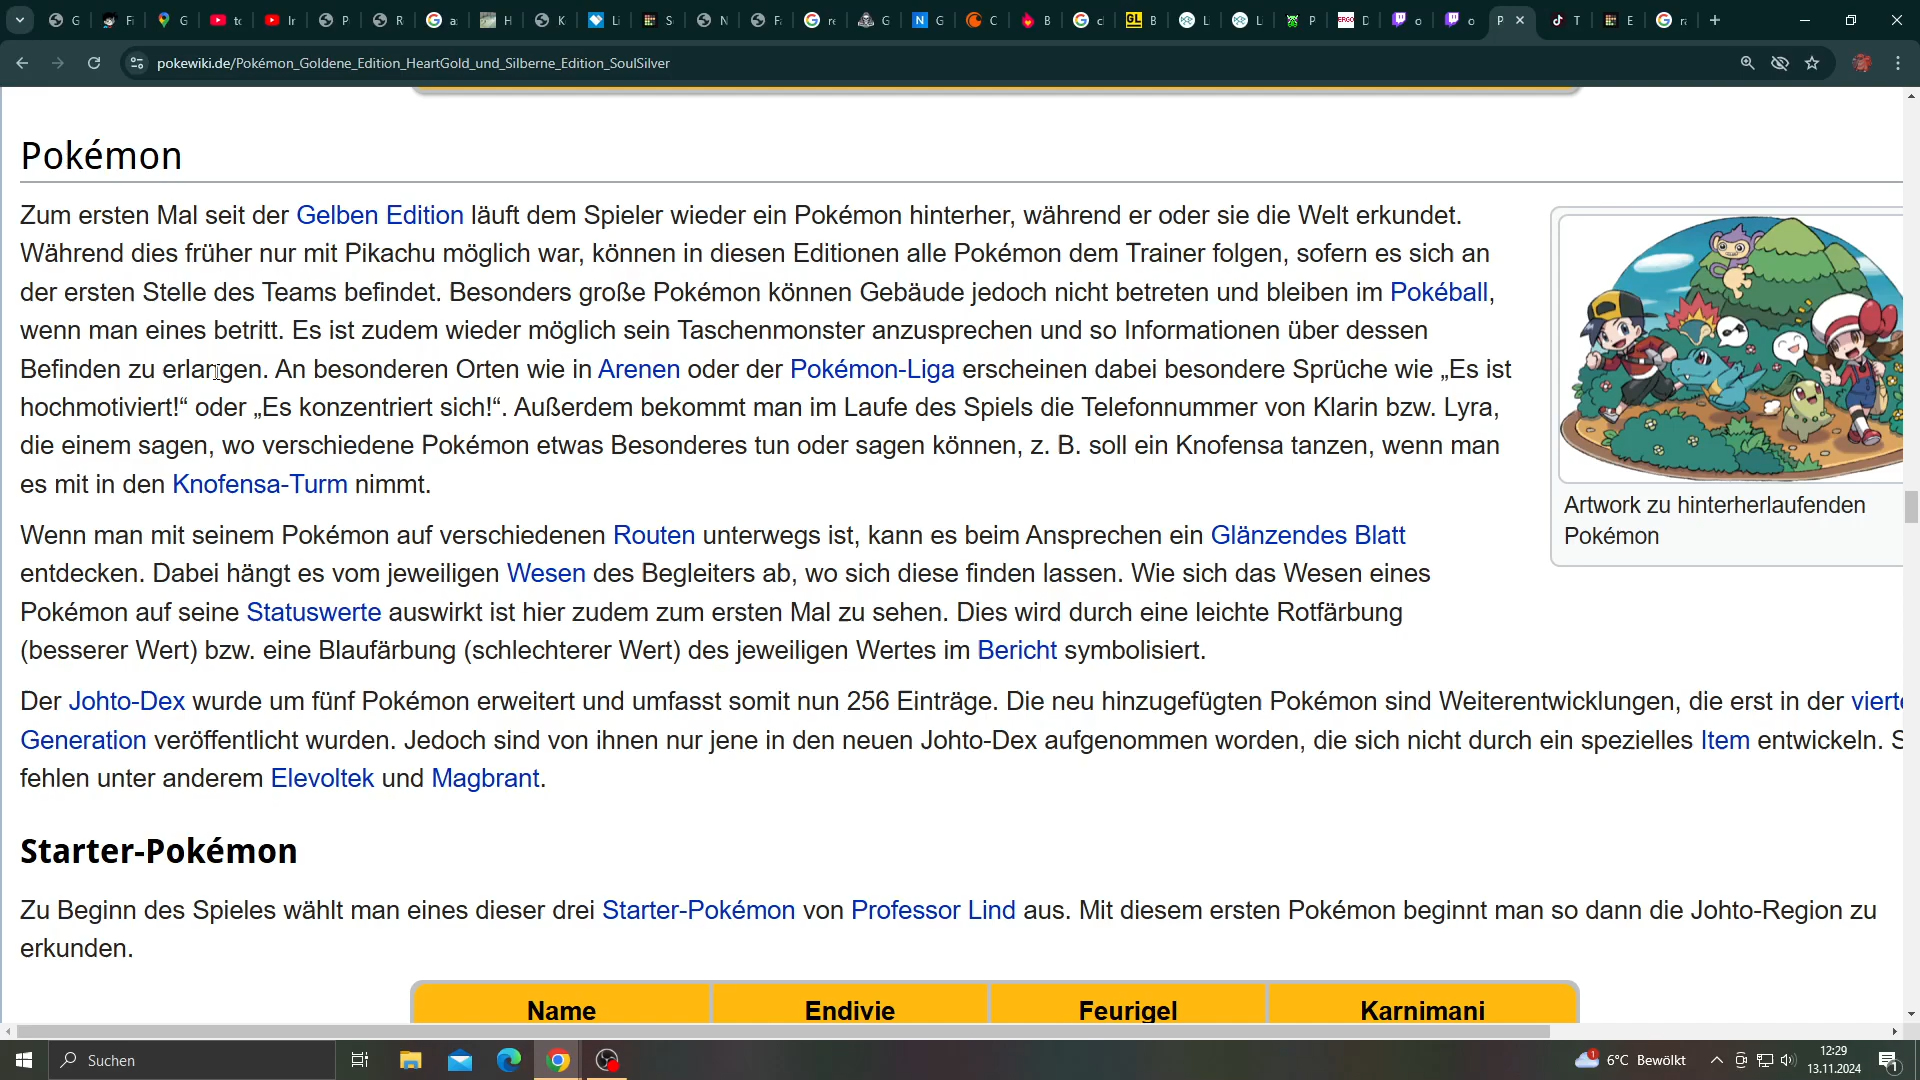 G
Fi
G
to
Ir
P
R
a
H
K
Li
S
N
F
re
G
N G
C
B
cl
GL B
L
L
P
ERGO D
o
o
P
T
E
ra
pokewiki.de/Pokémon_Goldene_Edition_HeartGold_und_Silberne_Edition_SoulSilver
Pokémon
Zum ersten Mal seit der Gelben Edition läuft dem Spieler wieder ein Pokémon hinterher, während er oder sie die Welt erkundet.
Während dies früher nur mit Pikachu möglich war, können in diesen Editionen alle Pokémon dem Trainer folgen, sofern es sich an
der ersten Stelle des Teams befindet. Besonders große Pokémon können Gebäude jedoch nicht betreten und bleiben im Pokéball,
wenn man eines betritt. Es ist zudem wieder möglich sein Taschenmonster anzusprechen und so Informationen über dessen
Befinden zu erlangen. An besonderen Orten wie in Arenen oder der Pokémon-Liga erscheinen dabei besondere Sprüche wie „Es ist
hochmotiviert!“ oder „Es konzentriert sich!“. Außerdem bekommt man im Laufe des Spiels die Telefonnummer von Klarin bzw. Lyra,
die einem sagen, wo verschiedene Pokémon etwas Besonderes tun oder sagen können, z. B. soll ein Knofensa tanzen, wenn man
es mit in den Knofensa-Turm nimmt.
Artwork zu hinterherlaufenden
Pokémon
Wenn man mit seinem Pokémon auf verschiedenen Routen unterwegs ist, kann es beim Ansprechen ein Glänzendes Blatt
entdecken. Dabei hängt es vom jeweiligen Wesen des Begleiters ab, wo sich diese finden lassen. Wie sich das Wesen eines
Pokémon auf seine Statuswerte auswirkt ist hier zudem zum ersten Mal zu sehen. Dies wird durch eine leichte Rotfärbung
(besserer Wert) bzw. eine Blaufärbung (schlechterer Wert) des jeweiligen Wertes im Bericht symbolisiert.
Der Johto-Dex wurde um fünf Pokémon erweitert und umfasst somit nun 256 Einträge. Die neu hinzugefügten Pokémon sind Weiterentwicklungen, die erst in der vierte
Generation veröffentlicht wurden. Jedoch sind von ihnen nur jene in den neuen Johto-Dex aufgenommen worden, die sich nicht durch ein spezielles Item entwickeln. S
fehlen unter anderem Elevoltek und Magbrant.
Starter-Pokémon
Zu Beginn des Spieles wählt man eines dieser drei Starter-Pokémon von Professor Lind aus. Mit diesem ersten Pokémon beginnt man so dann die Johto-Region zu
erkunden.
Name Endivie Feurigel Karnimani
Suchen
1
6°C Bewölkt
12:29
13.11.2024
1